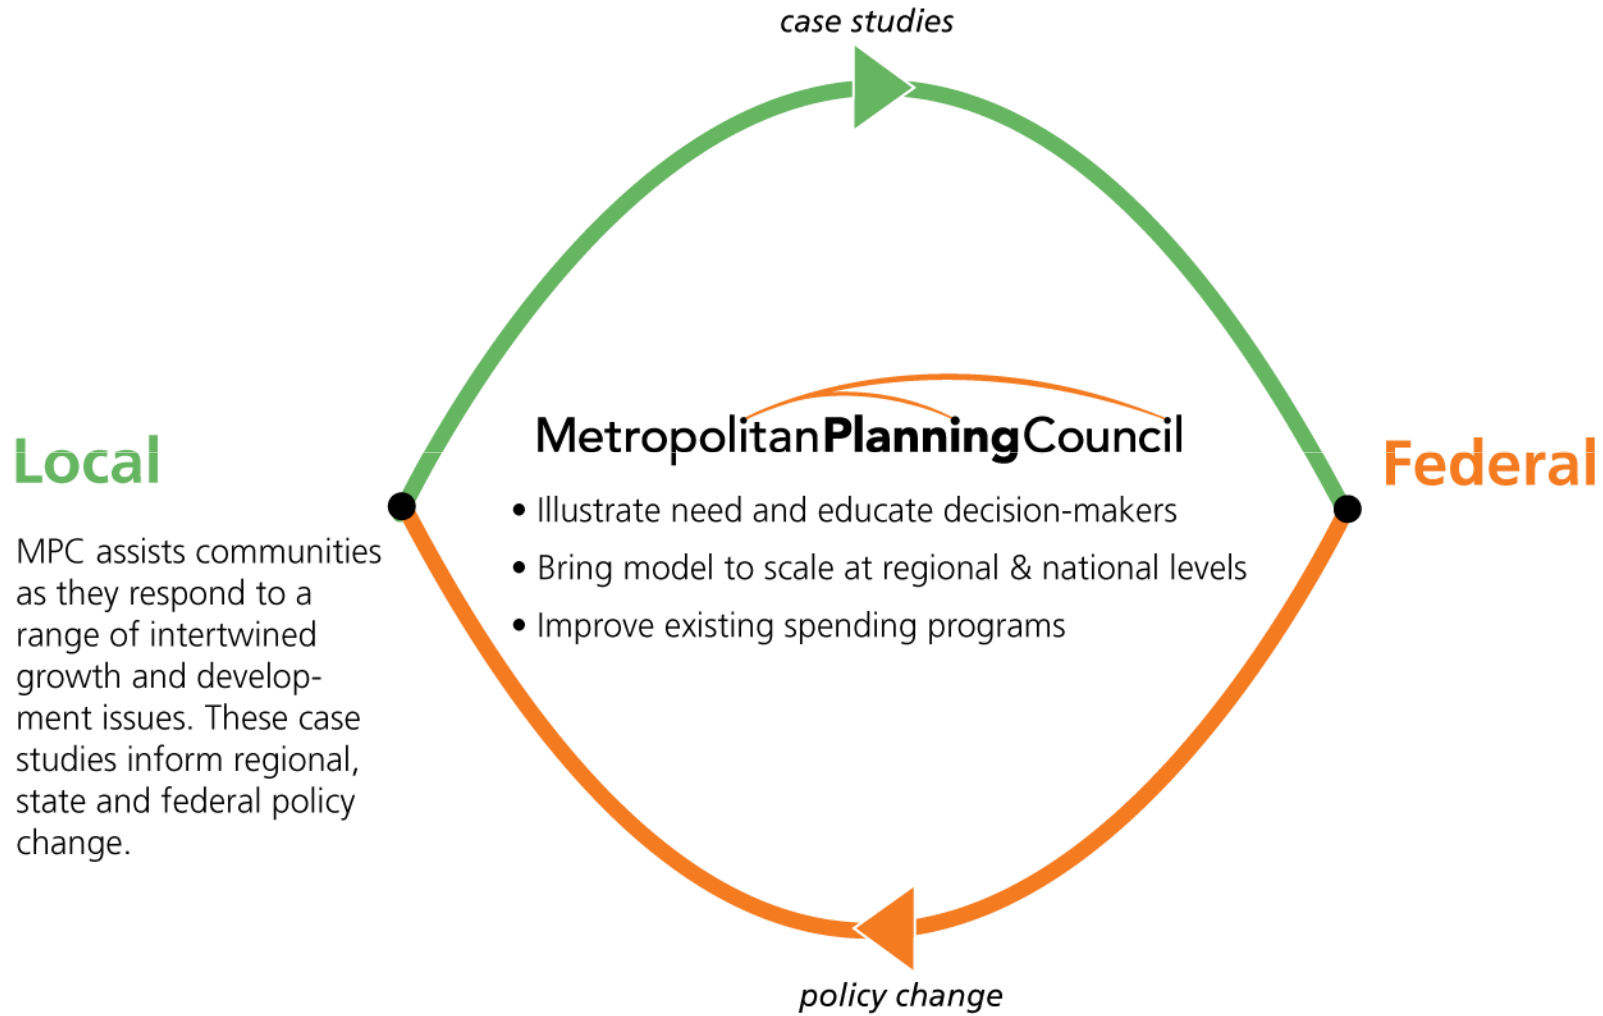 case studies
Local
MPC assists communities
as they respond to a
range of intertwined
growth and develop-
ment issues. These case
studies inform regional,
state and federal policy
change.
MetropolitanPlanningCouncil
• Illustrate need and educate decision-makers
• Bring model to scale at regional & national levels
• Improve existing spending programs
Federal
policy change